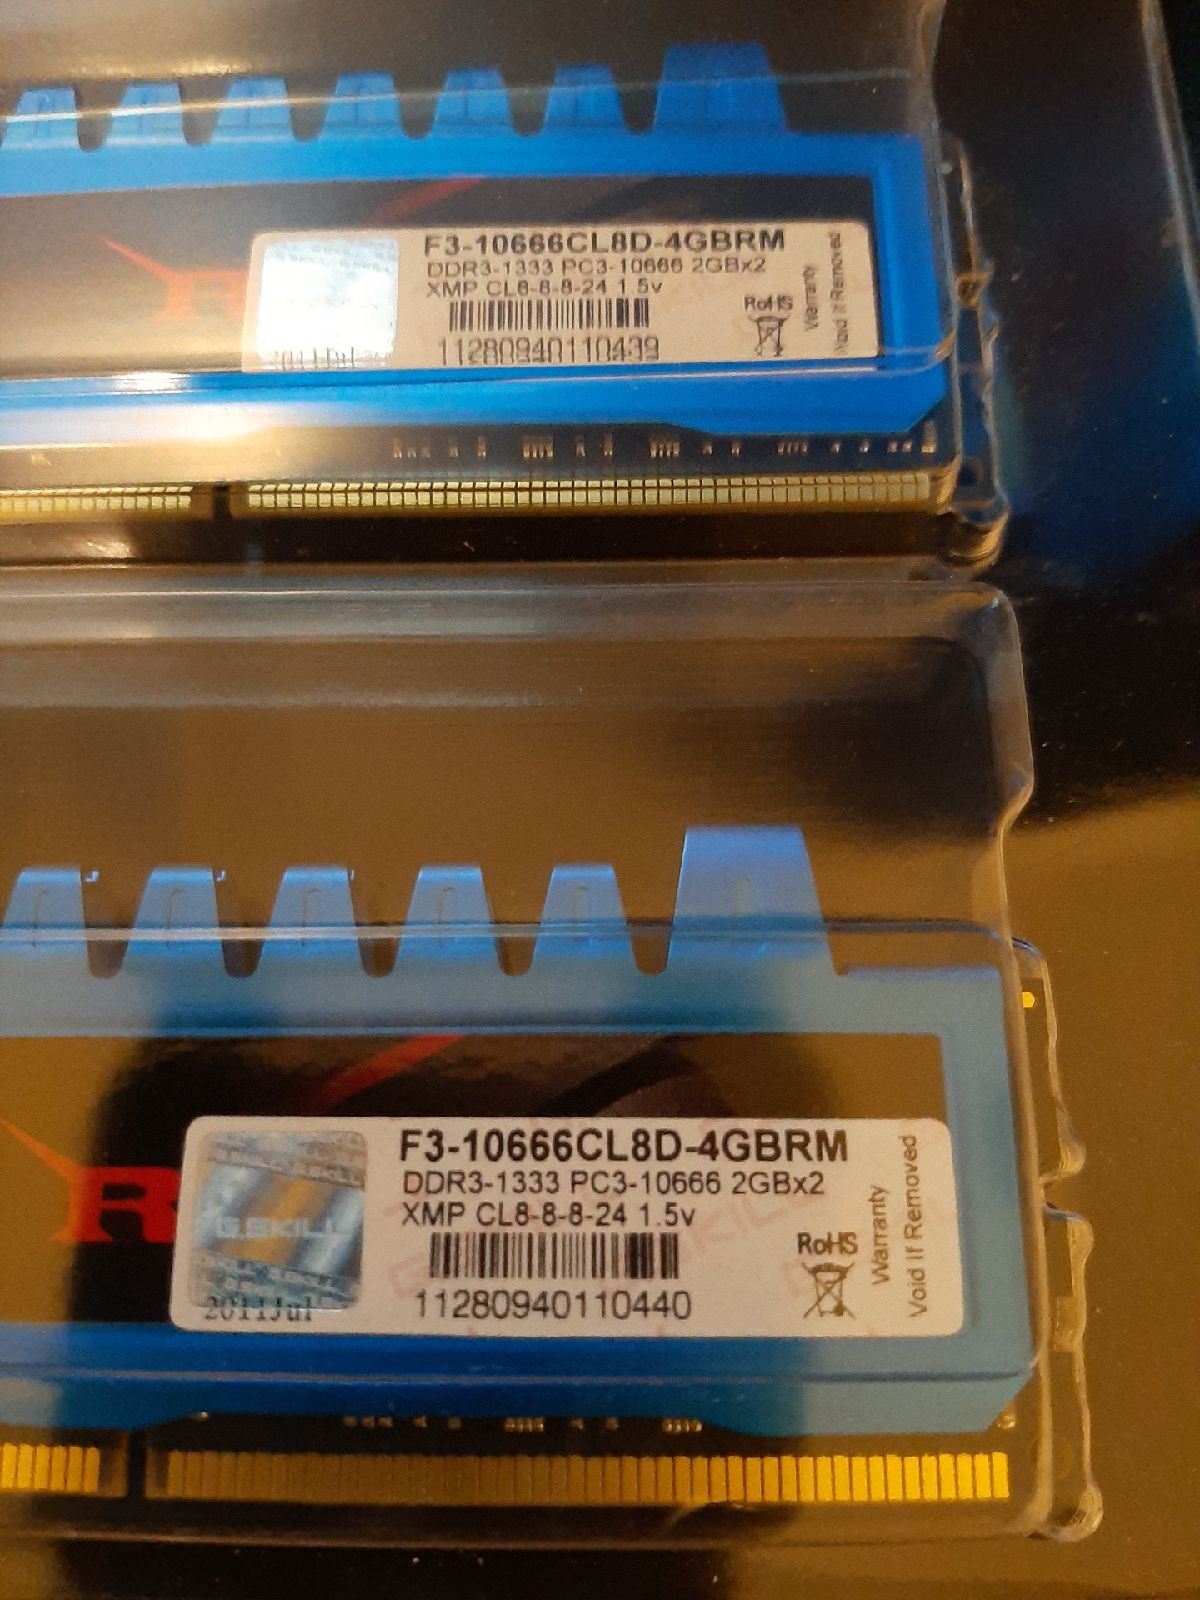 F3-10666CL8D-4GBRM
DDR3-1333 PC3-10666 2GBx2
XMP CL8-8-8-24 1.5v
11280940110439
2011Jul
RoHS
Warranty
Void If Removed
R
F3-10666CL8D-4GBRM
DDR3-1333 PC3-10666 2GBx2
XMP CL8-8-8-24 1.5v
11280940110440
G.SKILL
2011Jul
RoHS
Warranty
Void If Removed
R